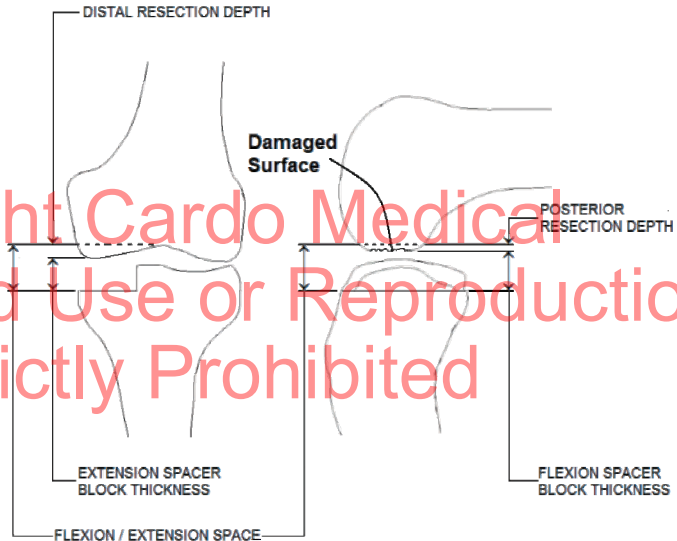 DISTAL RESECTION DEPTH
Damaged
Surface
ht Cardo Medical
POSTERIOR
RESECTION DEPTH
d Use or Reproductio
ictly Prohibited
EXTENSION SPACER
BLOCK THICKNESS
FLEXION SPACER
BLOCK THICKNESS
FLEXION / EXTENSION SPACE